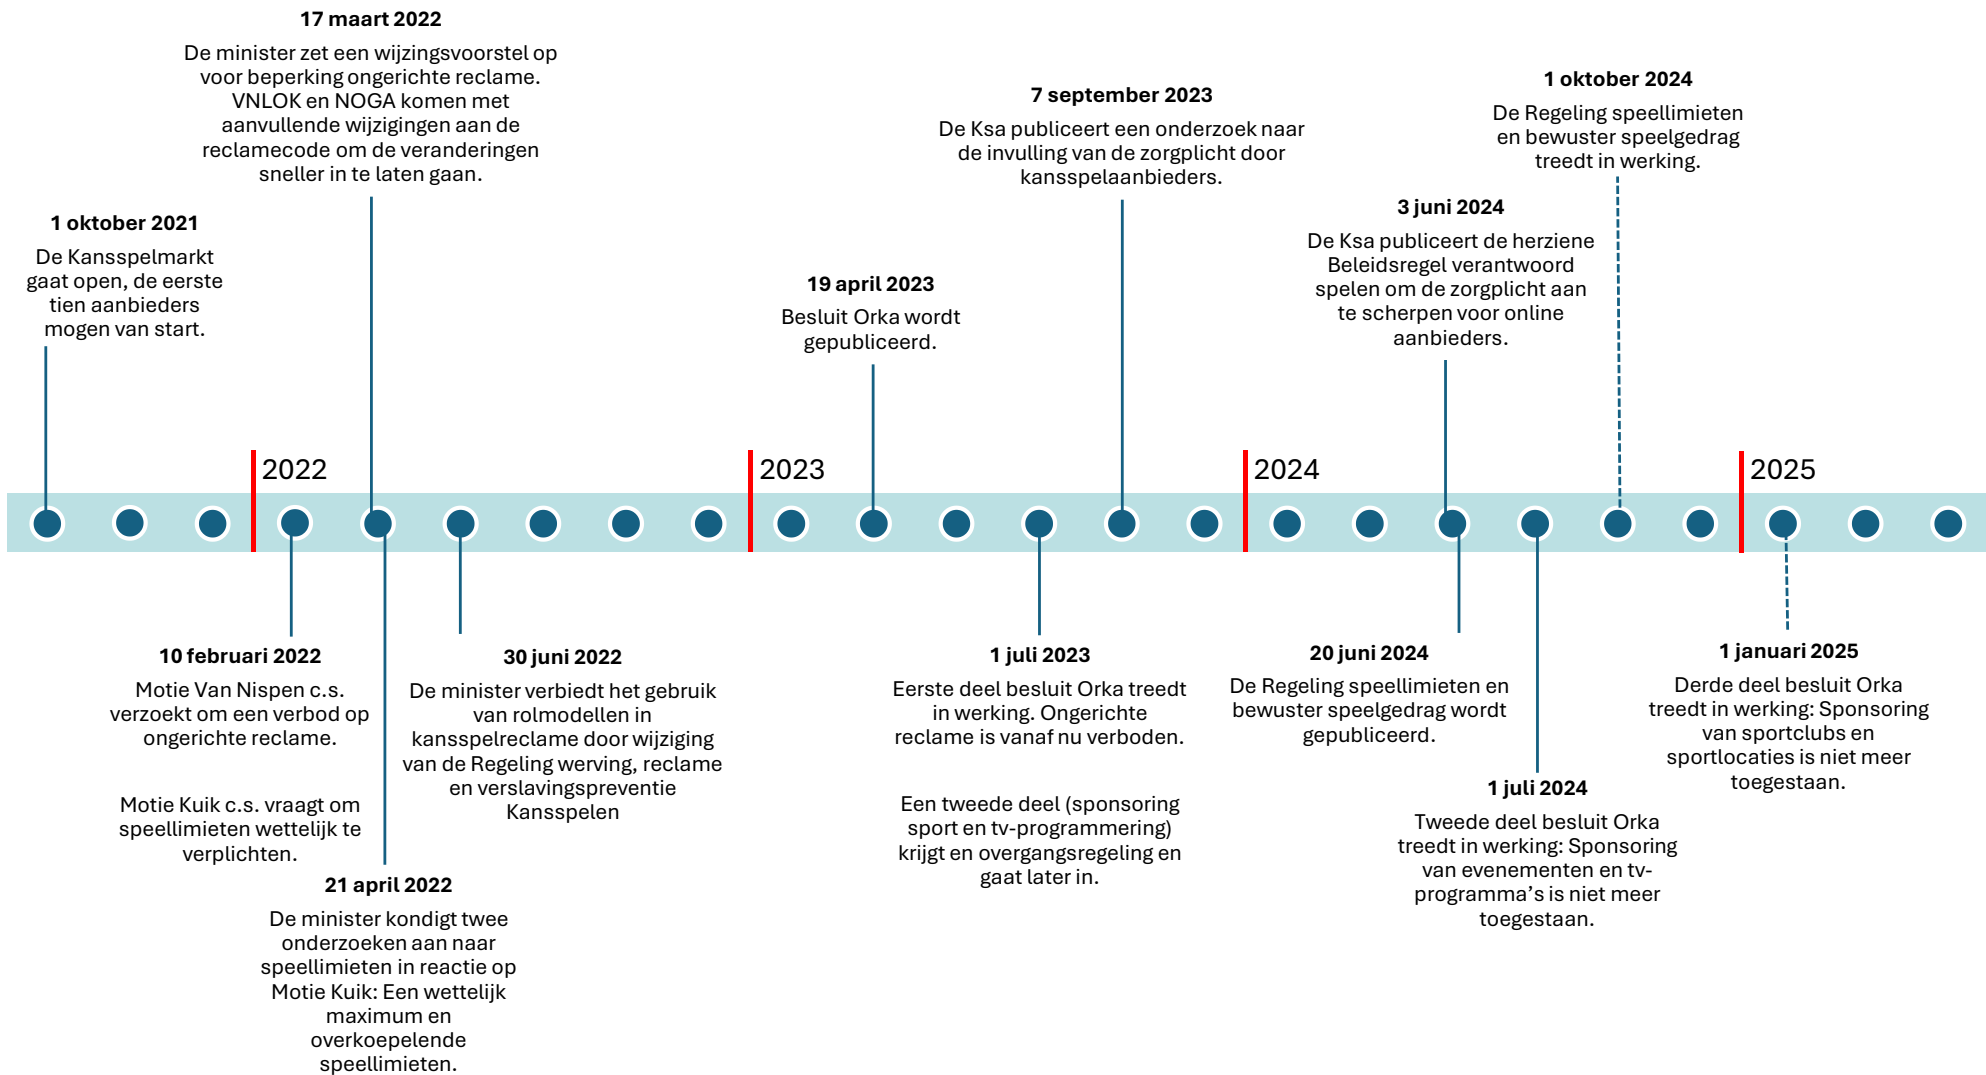 17 maart 2022
De minister zet een wijzingsvoorstel op
voor beperking ongerichte reclame.
VNLOK en NOGA komen met
aanvullende wijzigingen aan de
reclamecode om de veranderingen
sneller in te laten gaan.
1 oktober 2021
De Kansspelmarkt
gaat open, de eerste
tien aanbieders
mogen van start.
7 september 2023
De Ksa publiceert een onderzoek naar
de invulling van de zorgplicht door
kansspelaanbieders.
19 april 2023
Besluit Orka wordt
gepubliceerd.
1 oktober 2024
De Regeling speellimieten
en bewuster speelgedrag
treedt in werking.
3 juni 2024
De Ksa publiceert de herziene
Beleidsregel verantwoord
spelen om de zorgplicht aan
te scherpen voor online
aanbieders.
2022
2023
2024
2025
10 februari 2022
Motie Van Nispen c.s.
verzoekt om een verbod op
ongerichte reclame.
Motie Kuik c.s. vraagt om
speellimieten wettelijk te
verplichten.
21 april 2022
De minister kondigt twee
onderzoeken aan naar
speellimieten in reactie op
Motie Kuik: Een wettelijk
maximum en
overkoepelende
speellimieten.
30 juni 2022
De minister verbiedt het gebruik
van rolmodellen in
kansspelreclame door wijziging
van de Regeling werving, reclame
en verslavingspreventie
Kansspelen
1 juli 2023
Eerste deel besluit Orka treedt
in werking. Ongerichte
reclame is vanaf nu verboden.
Een tweede deel (sponsoring
sport en tv-programmering)
krijgt en overgangsregeling en
gaat later in.
20 juni 2024
De Regeling speellimieten en
bewuster speelgedrag wordt
gepubliceerd.
1 juli 2024
Tweede deel besluit Orka
treedt in werking: Sponsoring
van evenementen en tv-
programma's is niet meer
toegestaan.
1 januari 2025
Derde deel besluit Orka
treedt in werking: Sponsoring
van sportclubs en
sportlocaties is niet meer
toegestaan.